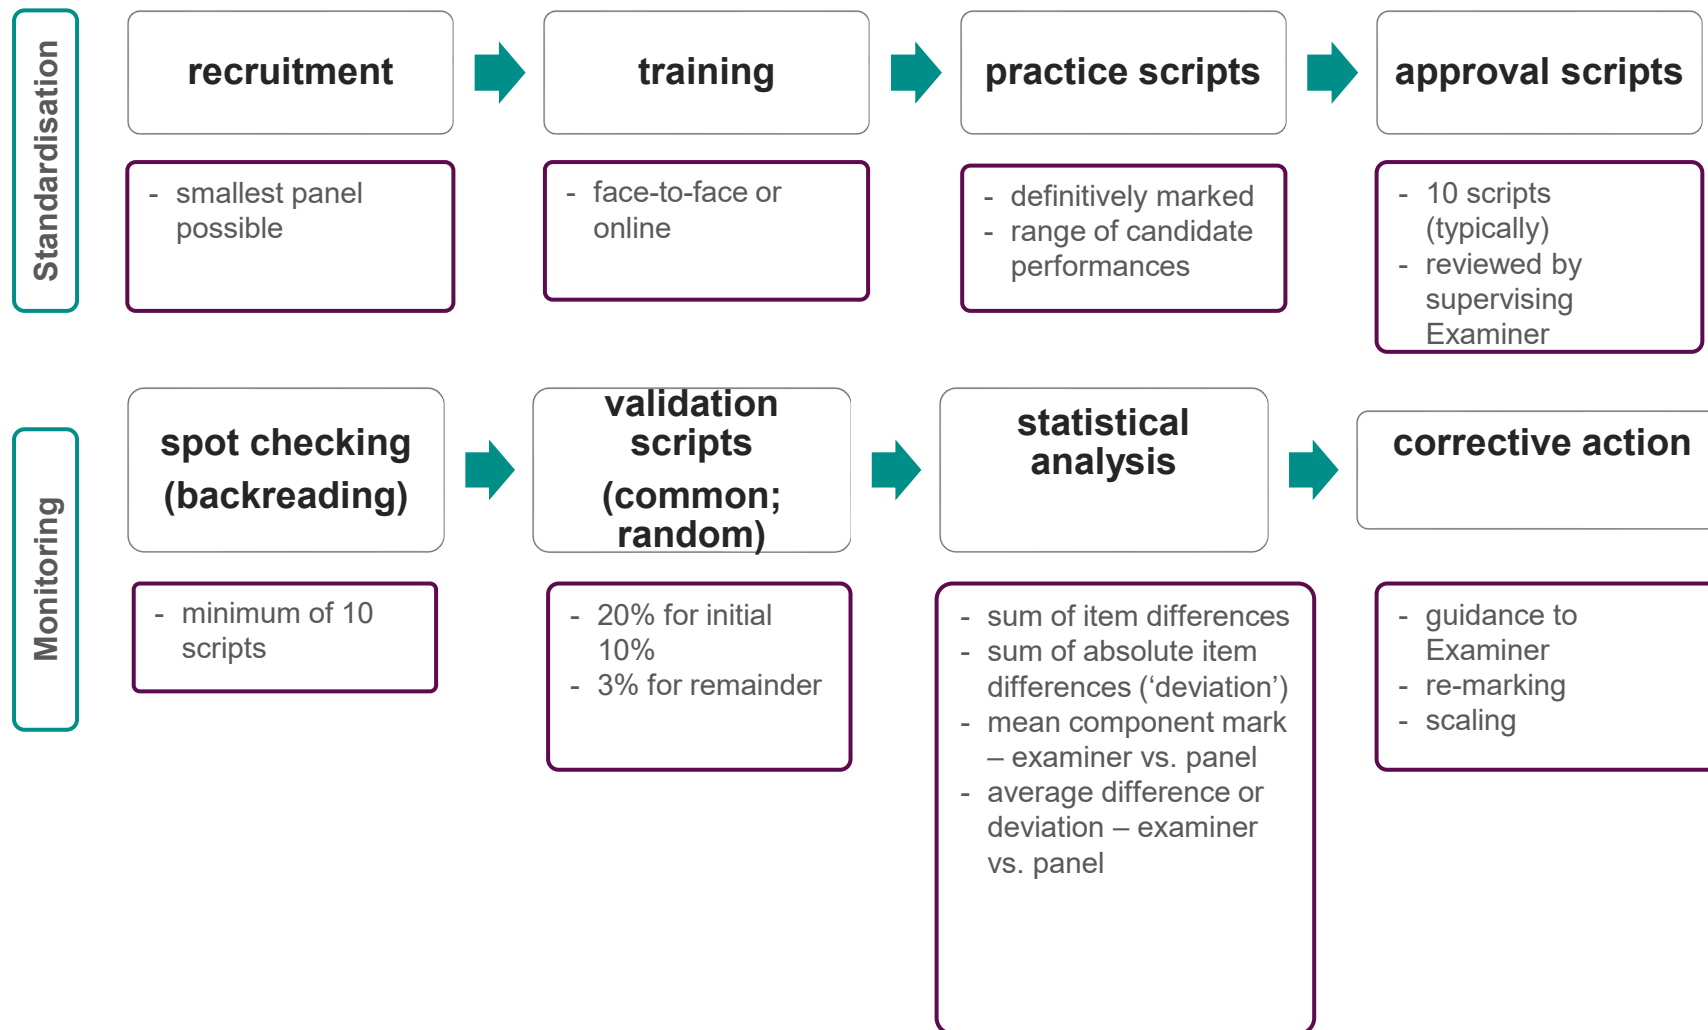 Standardisation
recruitment
training
practice scripts
approval scripts
- smallest panel
possible
- face-to-face or
online
- definitively marked
- range of candidate
performances
- 10 scripts
(typically)
- reviewed by
supervising
Examiner
Monitoring
spot checking
(backreading)
validation
scripts
(common;
random)
statistical
analysis
corrective action
- minimum of 10
scripts
- 20% for initial
10%
- 3% for remainder
- sum of item differences
- sum of absolute item
differences (‘deviation’)
- mean component mark
– examiner vs. panel
- average difference or
deviation – examiner
vs. panel
- guidance to
Examiner
- re-marking
- scaling